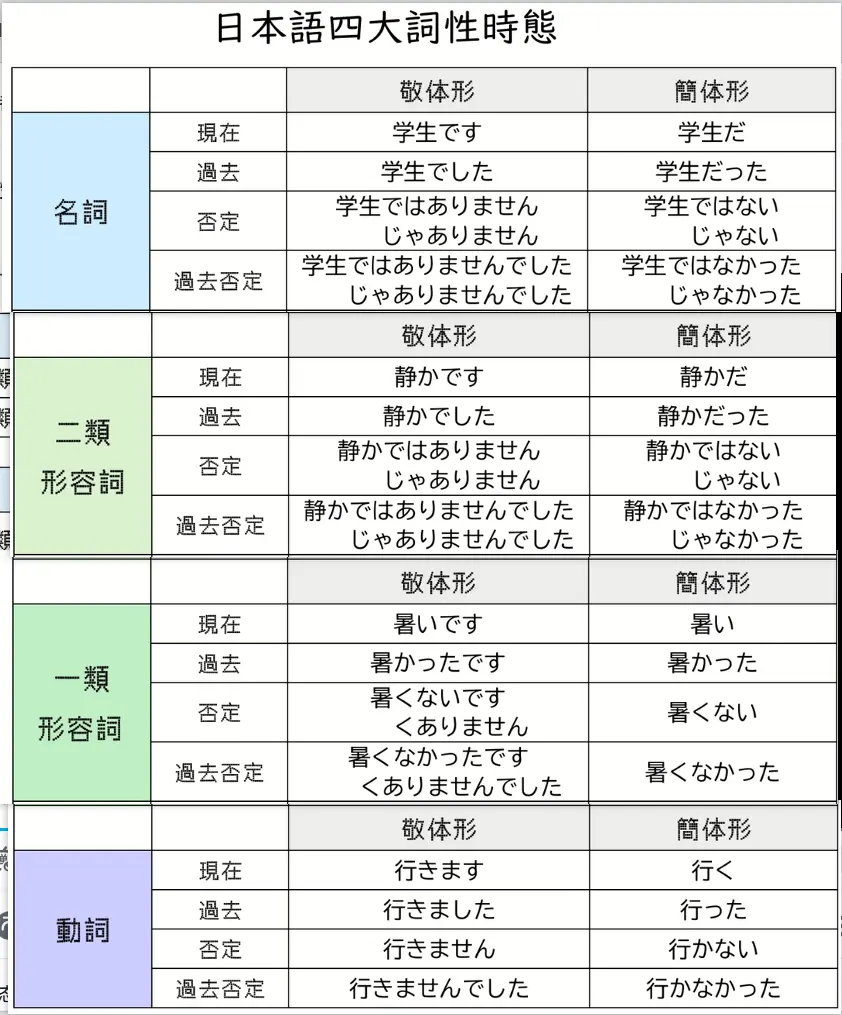 日本語四大詞性時態
敬体形 簡体形
名詞
現在 学生です 学生だ
過去 学生でした 学生だった
否定 学生ではありません 学生ではない
じゃありません じゃない
過去否定 学生ではありませんでした 学生ではなかった
じゃありませんでした じゃなかった
敬体形 簡体形
二類
形容詞
現在 静かです 静かだ
過去 静かでした 静かだった
否定 静かではありません 静かではない
じゃありません じゃない
過去否定 静かではありませんでした 静かではなかった
じゃありませんでした じゃなかった
敬体形 簡体形
一類
形容詞
現在 暑いです 暑い
過去 暑かったです 暑かった
否定 暑くないです 暑くない
くありません
過去否定 暑くなかったです 暑くなかった
くありませんでした
敬体形 簡体形
動詞
現在 行きます 行く
過去 行きました 行った
否定 行きません 行かない
過去否定 行きませんでした 行かなかった